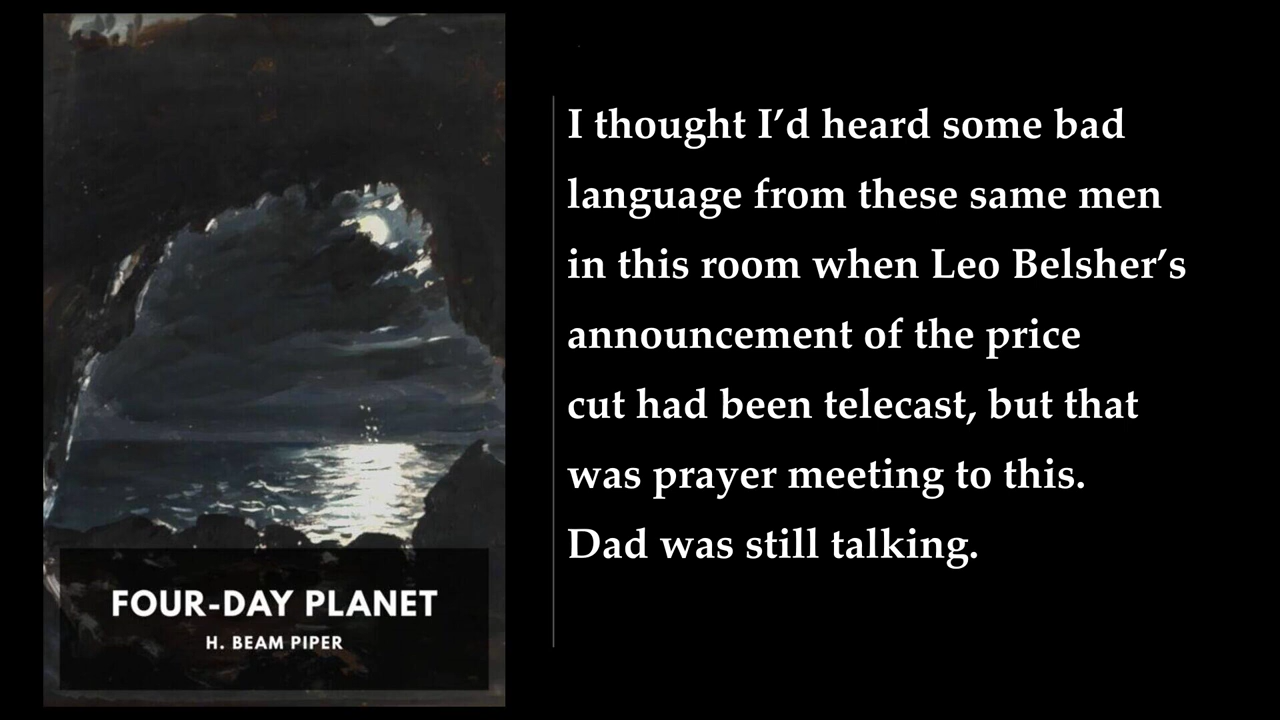 FOUR-DAY PLANET
H. BEAM PIPER
I thought I’d heard some bad
language from these same men
in this room when Leo Belsher’s
announcement of the price
cut had been telecast, but that
was prayer meeting to this.
Dad was still talking.